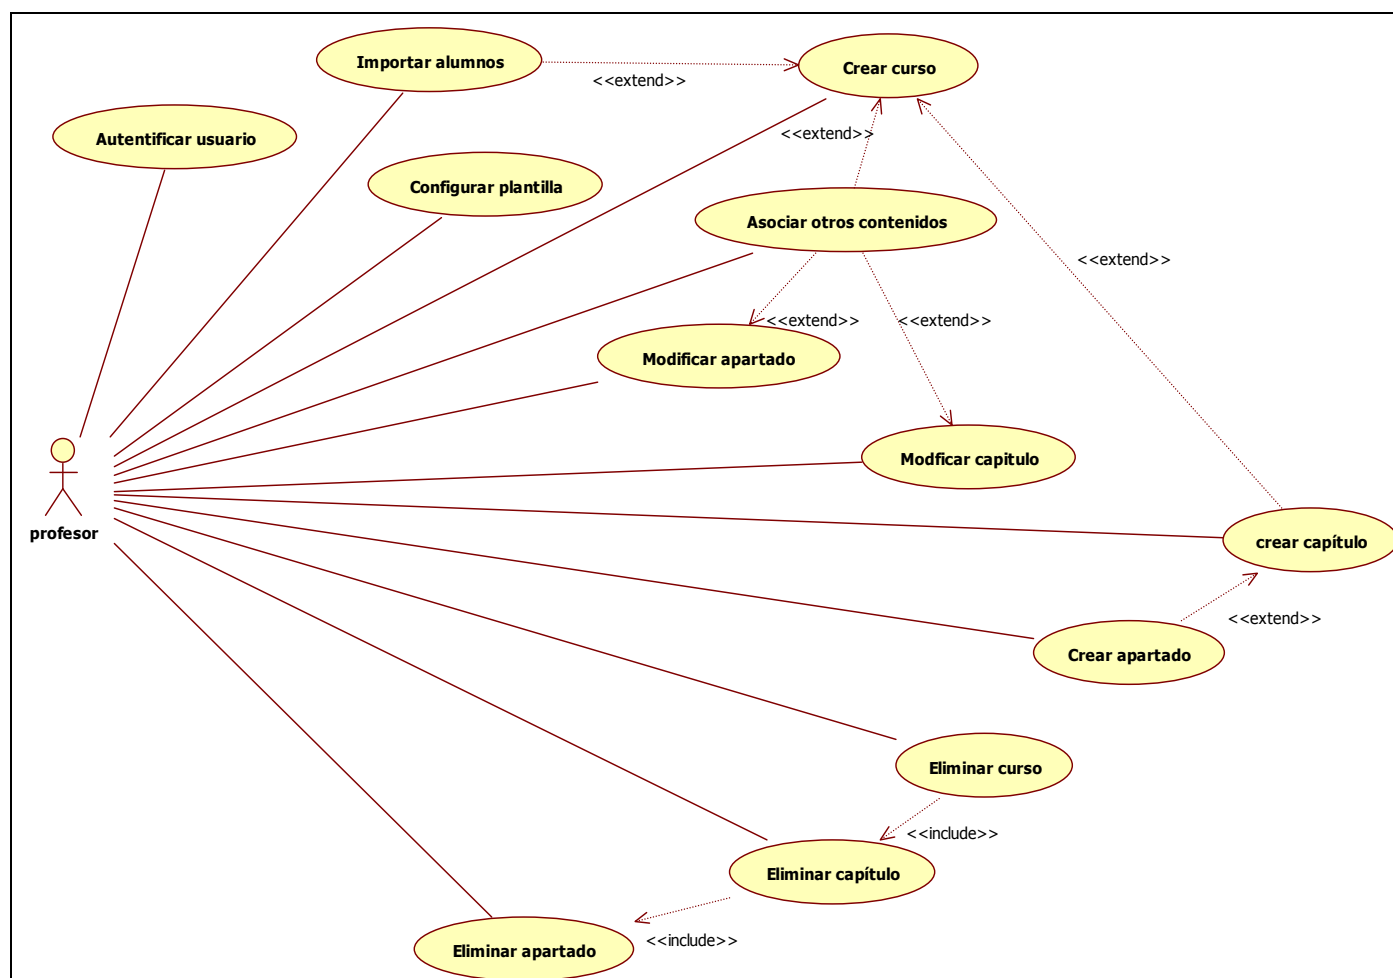 Importar alumnos
<<extend>>
Crear curso
Autentificar usuario
<<extend>>
Configurar plantilla
Asociar otros contenidos
<<extend>>
<<extend>>
<<extend>>
Modificar apartado
Modficar capitulo
profesor
crear capítulo
<<extend>>
Crear apartado
Eliminar curso
<<include>>
Eliminar capítulo
<<include>>
Eliminar apartado